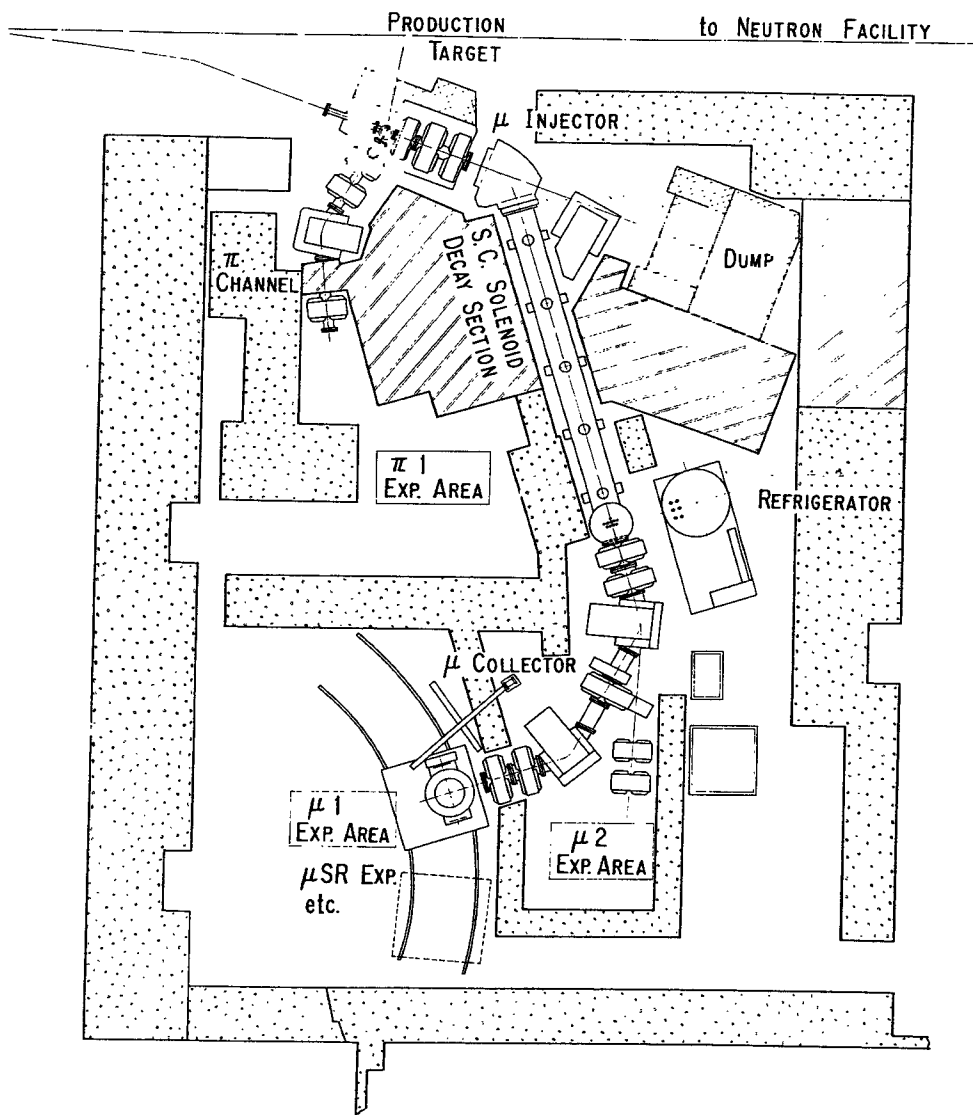 PRODUCTION
TARGET
to NEUTRON FACILITY
μ INJECTOR
S. C. SOLENOID
DECAY SECTION
DUMP
π
CHANNEL
π 1
EXP. AREA
REFRIGERATOR
μ COLLECTOR
μ 1
EXP. AREA
μ 2
EXP. AREA
μSR EXP.
etc.